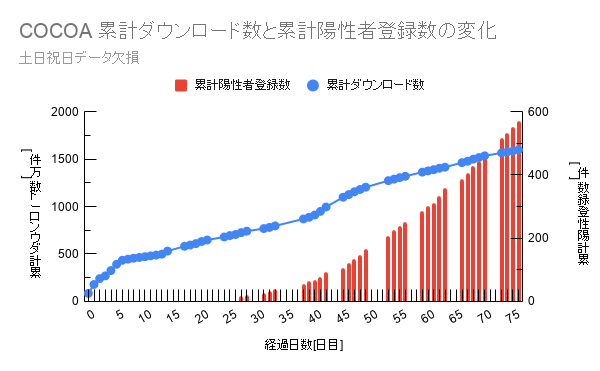 COCOA 累計ダウンロード数と累計陽性者登録数の変化
土日祝日データ欠損
累計陽性者登録数 累計ダウンロード数
累計ダウンロード数[万件]
2000
1500
1000
500
0
600
400
200
0
累計陽性登録数[件]
0 5 10 15 20 25 30 35 40 45 50 55 60 65 70 75
経過日数[日目]